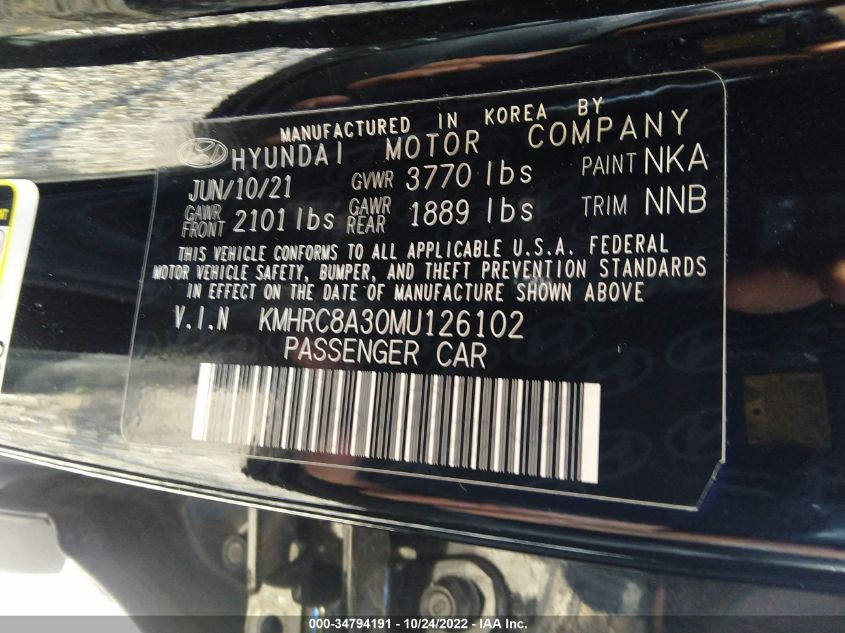 MANUFACTURED IN KOREA BY
HYUNDAI MOTOR COMPANY
JUN/10/21 GVWR 3770 lbs PAINT NKA
GAWR FRONT 2101 lbs GAWR REAR 1889 lbs TRIM NNB
THIS VEHICLE CONFORMS TO ALL APPLICABLE U.S.A. FEDERAL
MOTOR VEHICLE SAFETY, BUMPER, AND THEFT PREVENTION STANDARDS
IN EFFECT ON THE DATE OF MANUFACTURE SHOWN ABOVE
V.I.N KMHRC8A30MU126102
PASSENGER CAR
000-34794191 - 10/24/2022 - IAA Inc.